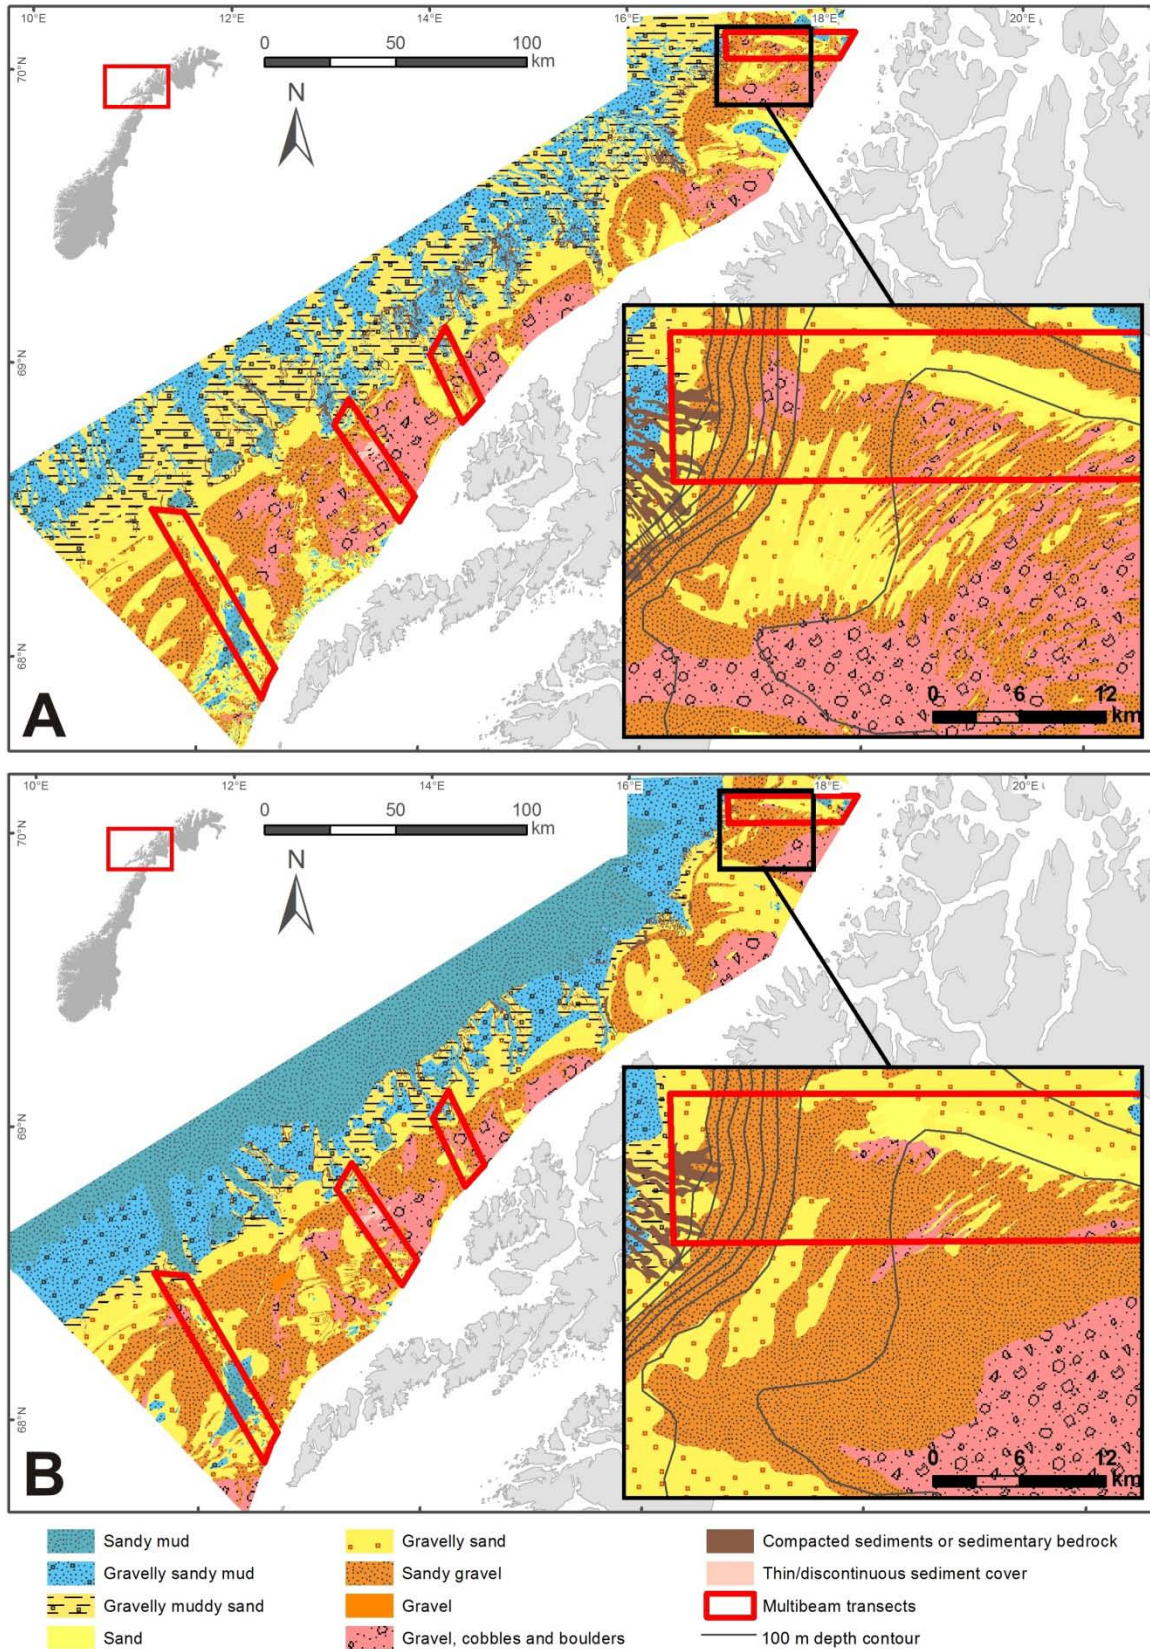 10°E 12°E 14°E 16°E 18°E 20°E
0 50 100
km
70°N
N
69°N
68°N
A
0 6 12
km
10°E 12°E 14°E 16°E 18°E 20°E
0 50 100
km
70°N
N
69°N
68°N
B
0 6 12
km
Sandy mud
Gravelly sandy mud
Gravelly muddy sand
Sand
Gravelly sand
Sandy gravel
Gravel
Gravel, cobbles and boulders
Compacted sediments or sedimentary bedrock
Thin/discontinuous sediment cover
Multibeam transects
100 m depth contour